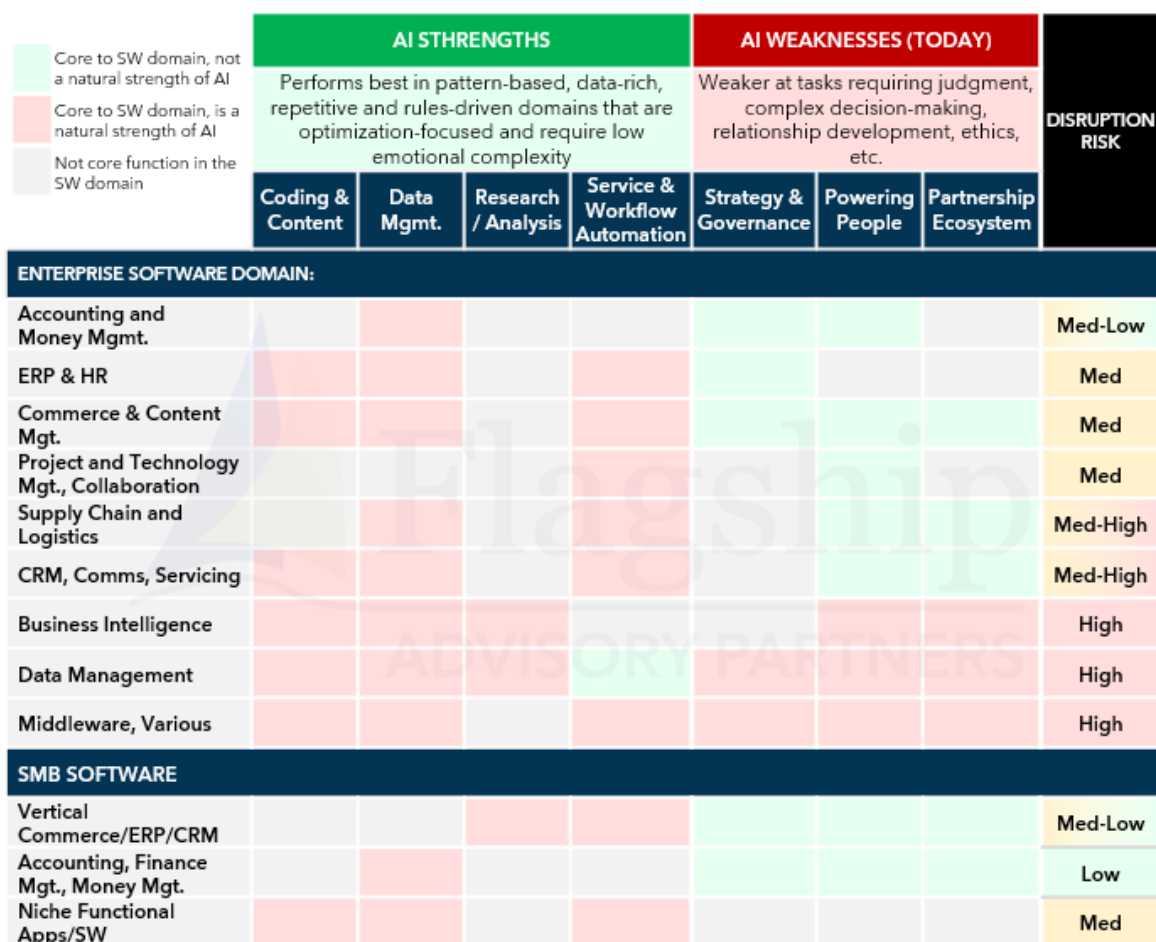 Core to SW domain, not
a natural strength of AI
Core to SW domain, is a
natural strength of AI
Not core function in the
SW domain
AI STHRENGTHS
AI WEAKNESSES (TODAY)
DISRUPTION
RISK
Performs best in pattern-based, data-rich,
repetitive and rules-driven domains that are
optimization-focused and require low
emotional complexity
Weaker at tasks requiring judgment,
complex decision-making,
relationship development, ethics,
etc.
Coding &
Content
Data
Mgmt.
Research
/ Analysis
Service &
Workflow
Automation
Strategy &
Governance
Powering
People
Partnership
Ecosystem
ENTERPRISE SOFTWARE DOMAIN:
Accounting and
Money Mgmt.
Med-Low
ERP & HR
Med
Commerce & Content
Mgt.
Med
Project and Technology
Mgt., Collaboration
Med
Supply Chain and
Logistics
Med-High
CRM, Comms, Servicing
Med-High
Business Intelligence
High
Data Management
High
Middleware, Various
High
SMB SOFTWARE
Vertical
Commerce/ERP/CRM
Med-Low
Accounting, Finance
Mgt., Money Mgt.
Low
Niche Functional
Apps/SW
Med
Flagship
ADVISORY PARTNERS